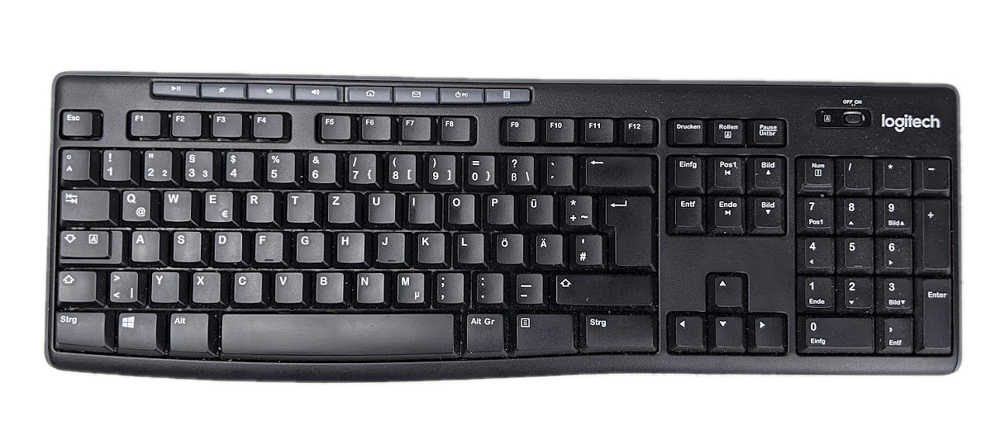 PC
OFF ON
A
logitech
Esc F1 F2 F3 F4 F5 F6 F7 F8 F9 F10 F11 F12 Drucken Rollen Pause
Untbr
° ! " § $ % & / ( ) = ? `
^ 1 2 ² 3 ³ 4 5 6 7 { 8 [ 9 ] 0 } ß \ ´
Einfg Pos1 Bild
Num / * -
Q W E R T Z U I O P Ü *
@ € + ~
Entf Ende Bild
7 8 9 +
Pos1 Bild
A
A S D F G H J K L Ö Ä '
#
4 5 6
> Y X C V B N M ; : _
< | µ , . -
1 2 3 Enter
Ende Bild
Strg Alt Alt Gr Strg
0 ,
Einfg Entf